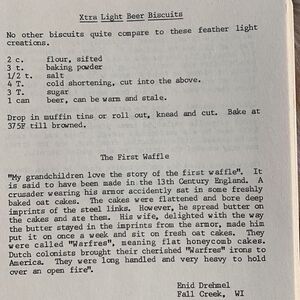 Xtra Light Beer Biscuits
No other biscuits quite compare to these feather light
creations.
2 c. flour, sifted
3 t. baking powder
1/2 t. salt
4 T. cold shortening, cut into the above.
3 T. sugar
1 can beer, can be warm and stale.
Drop in muffin tins or roll out, knead and cut. Bake at
375F till browned.
The First Waffle
"My grandchildren love the story of the first waffle". It
is said to have been made in the 13th Century England. A
crusader wearing his armor accidently sat in some freshly
baked oat cakes. The cakes were flattened and bore deep
imprints of the steel links. However, he spread butter on
the cakes and ate them. His wife, delighted with the way
the butter stayed in the imprints from the armor, made him
put it on once a week and sit on fresh oat cakes. They
were called "Warfres", meaning flat honeycomb cakes.
Dutch colonists brought their cherished "Warfres" irons to
America. They were long handled and very heavy to hold
over an open fire".
Enid Drehmel
Fall Creek, WI